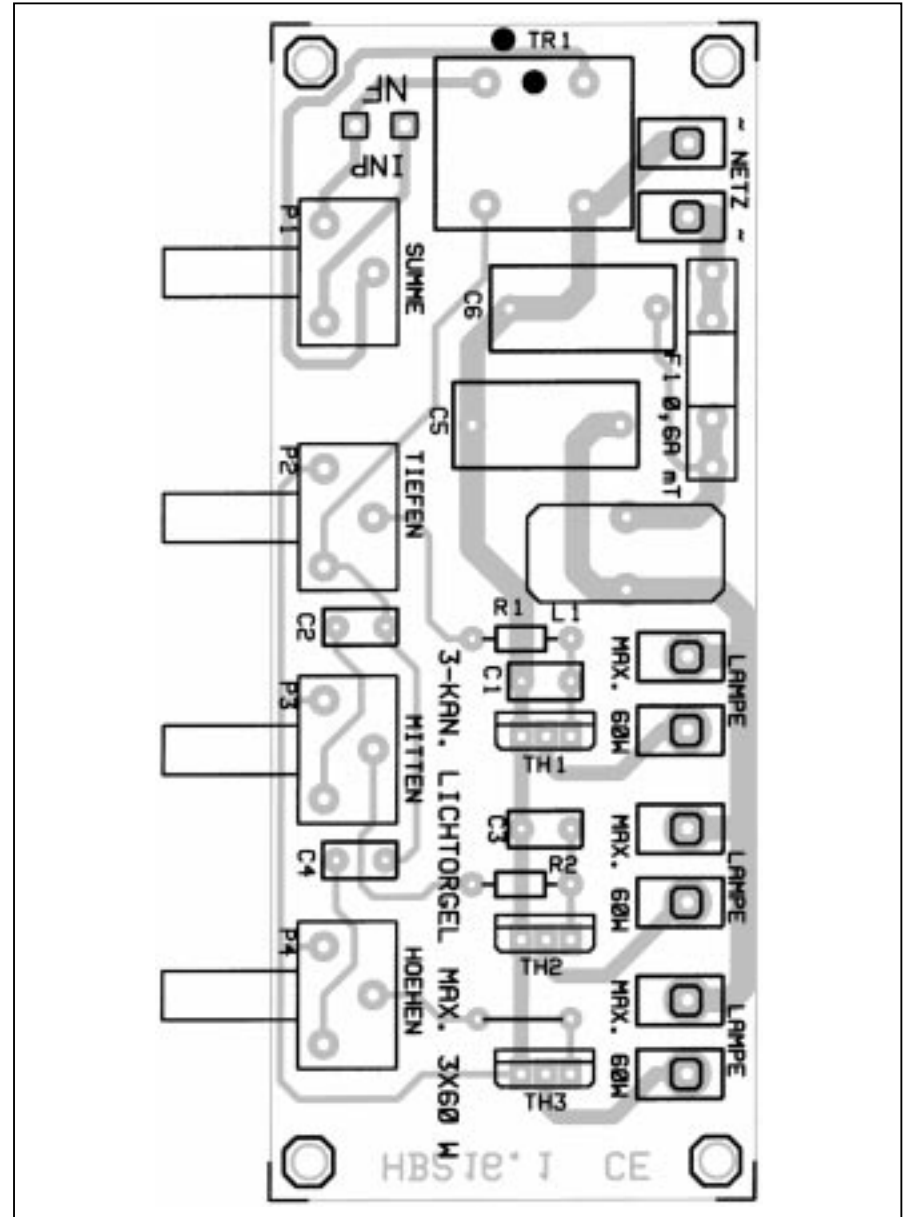 TR1
NF
INP
~ NETZ ~
P1
SUMME
C6
F1 0,6A mT
C5
P2
TIEFEN
L1
R1
C2
C1
LAMPE
MAX. 60W
3-KAN. LICHTORGEL MAX. 3X60 W
P3
MITTEN
TH1
C3
LAMPE
MAX. 60W
C4
R2
TH2
P4
HOEHEN
LAMPE
MAX. 60W
TH3
HBS16.1 CE